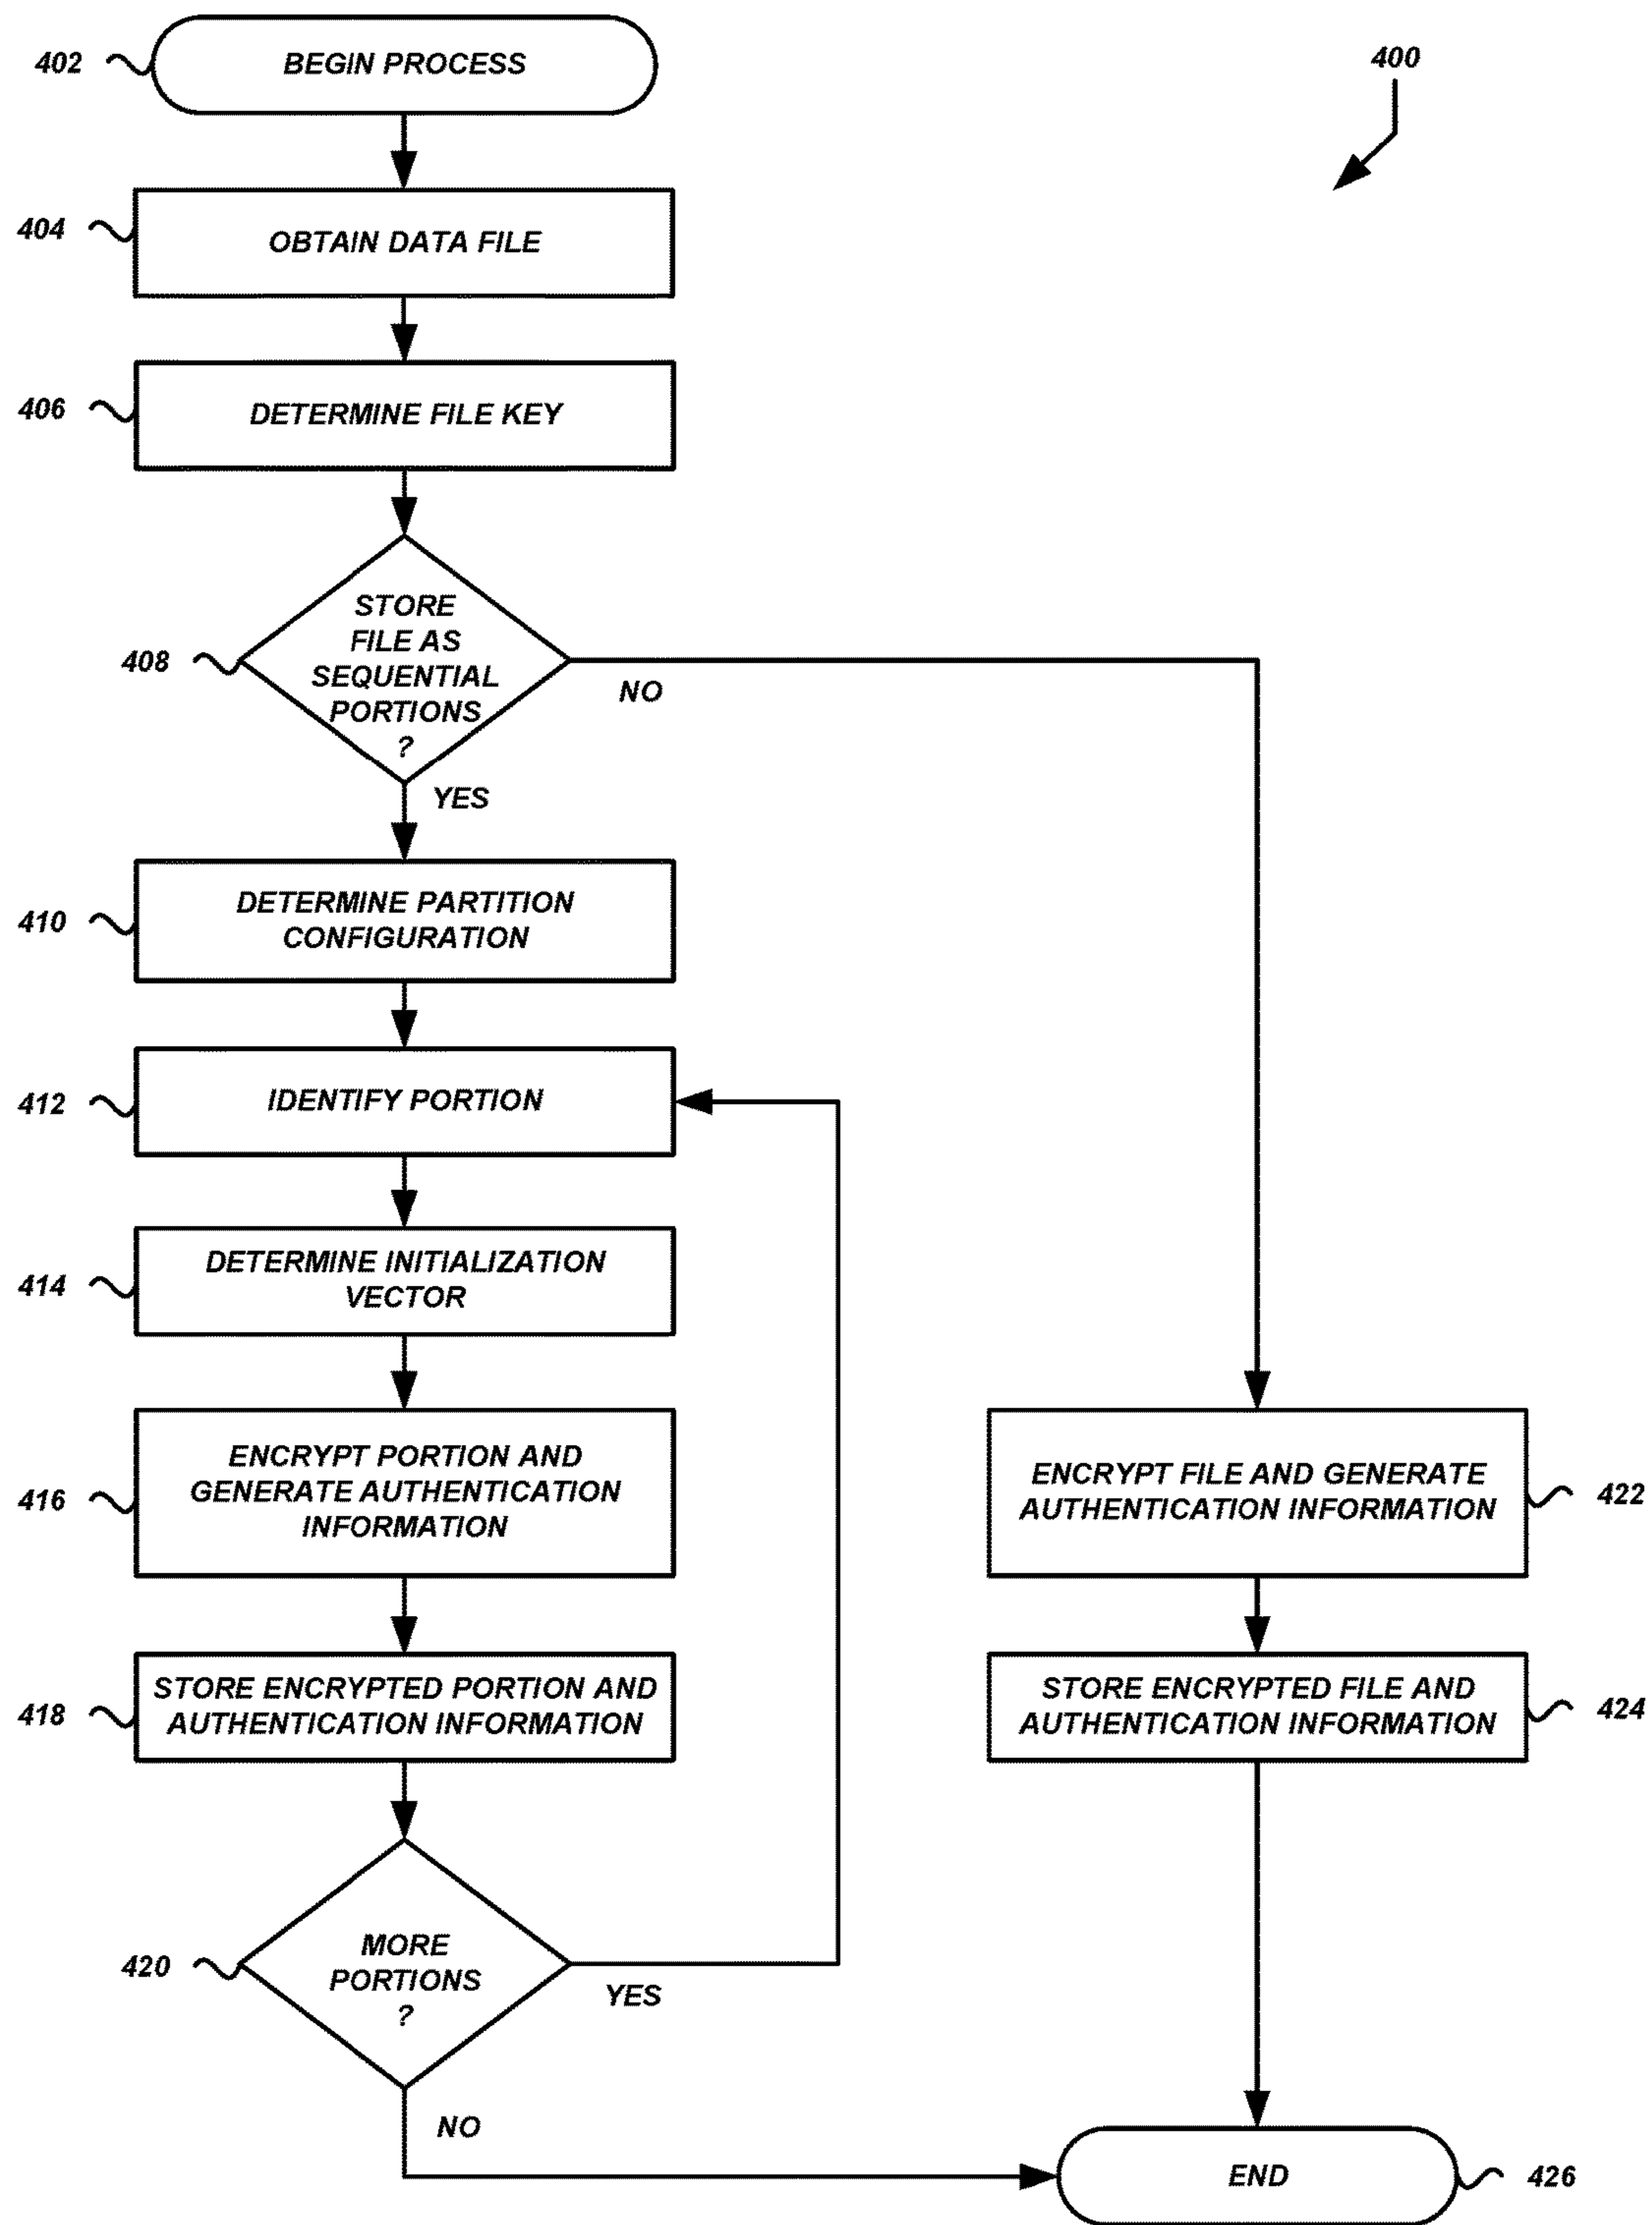 402
BEGIN PROCESS
400
404
OBTAIN DATA FILE
406
DETERMINE FILE KEY
408
STORE
FILE AS
SEQUENTIAL
PORTIONS
?
NO
YES
410
DETERMINE PARTITION
CONFIGURATION
412
IDENTIFY PORTION
414
DETERMINE INITIALIZATION
VECTOR
416
ENCRYPT PORTION AND
GENERATE AUTHENTICATION
INFORMATION
ENCRYPT FILE AND GENERATE
AUTHENTICATION INFORMATION
422
418
STORE ENCRYPTED PORTION AND
AUTHENTICATION INFORMATION
STORE ENCRYPTED FILE AND
AUTHENTICATION INFORMATION
424
420
MORE
PORTIONS
?
YES
NO
END
426